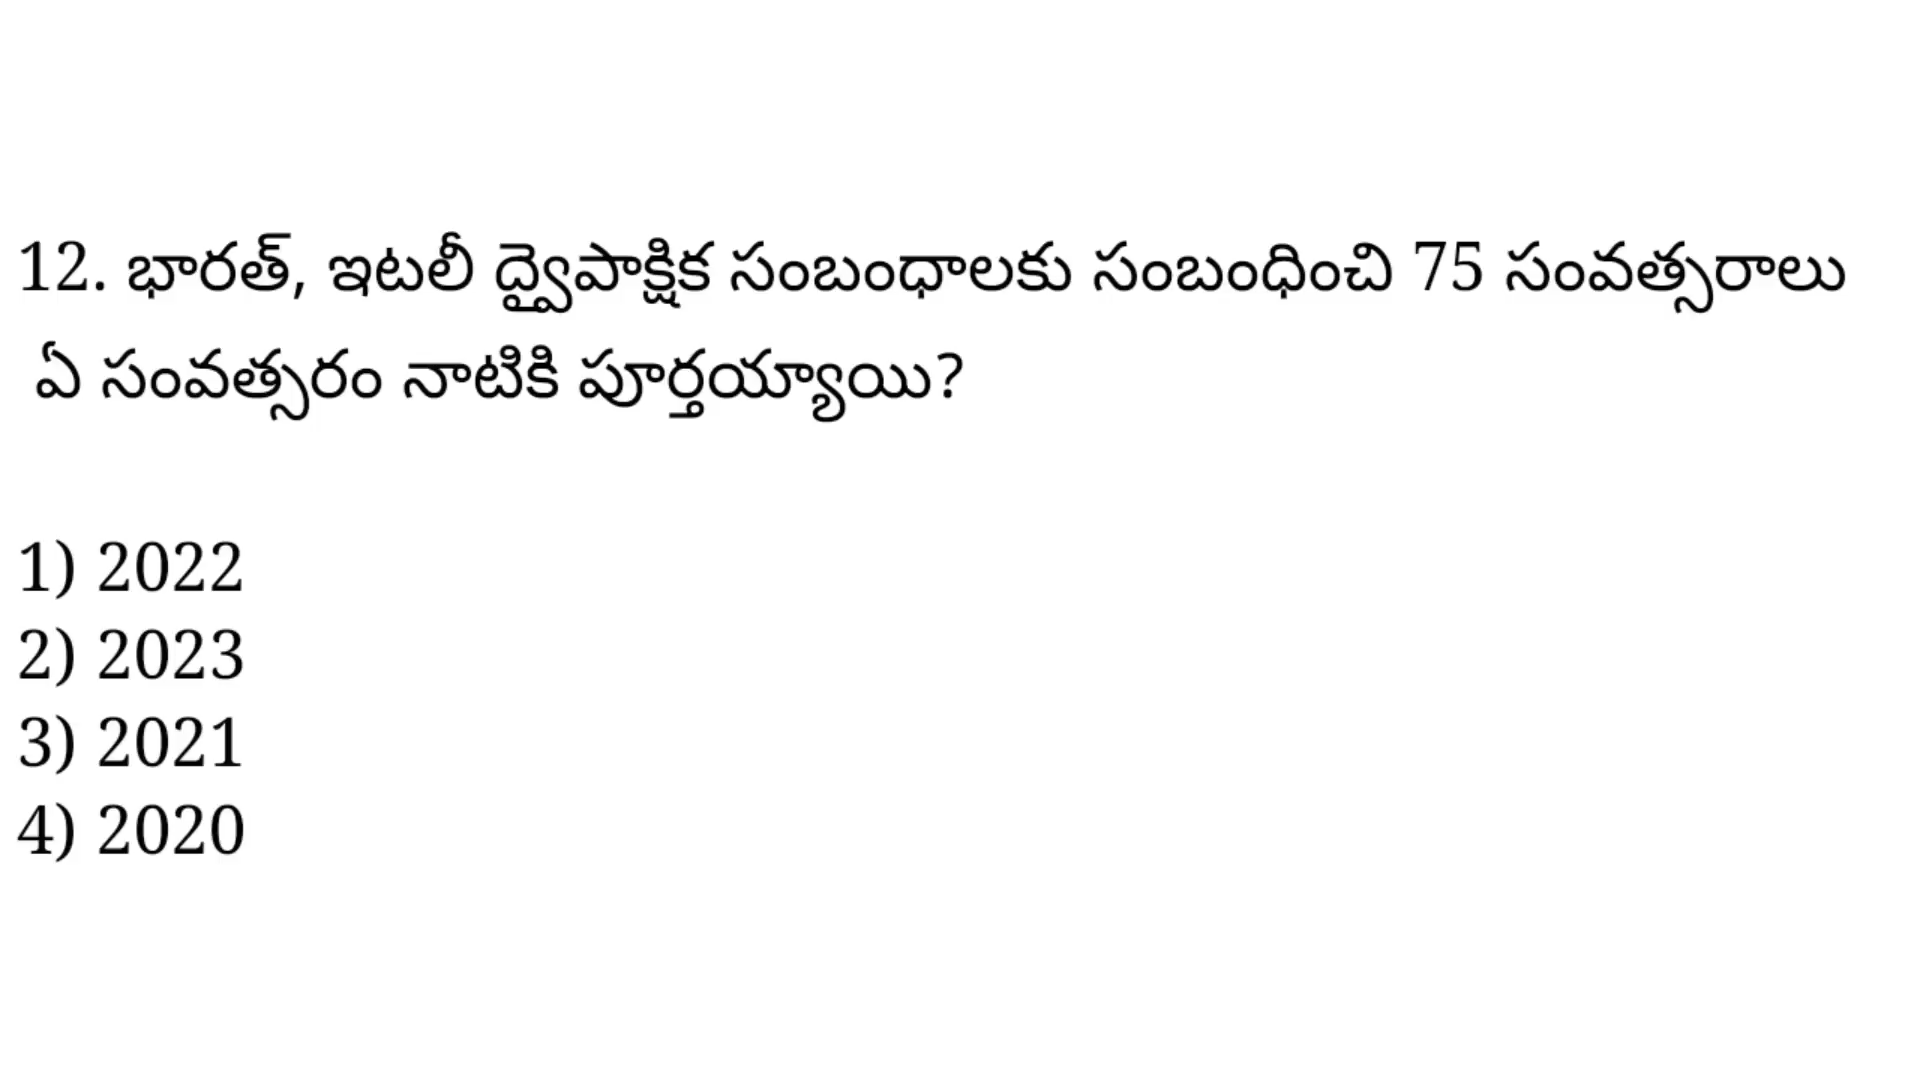 12. భారత్, ఇటలీ ద్వైపాక్షిక సంబంధాలకు సంబంధించి 75 సంవత్సరాలు
ఏ సంవత్సరం నాటికి పూర్తయ్యాయి?
1) 2022
2) 2023
3) 2021
4) 2020